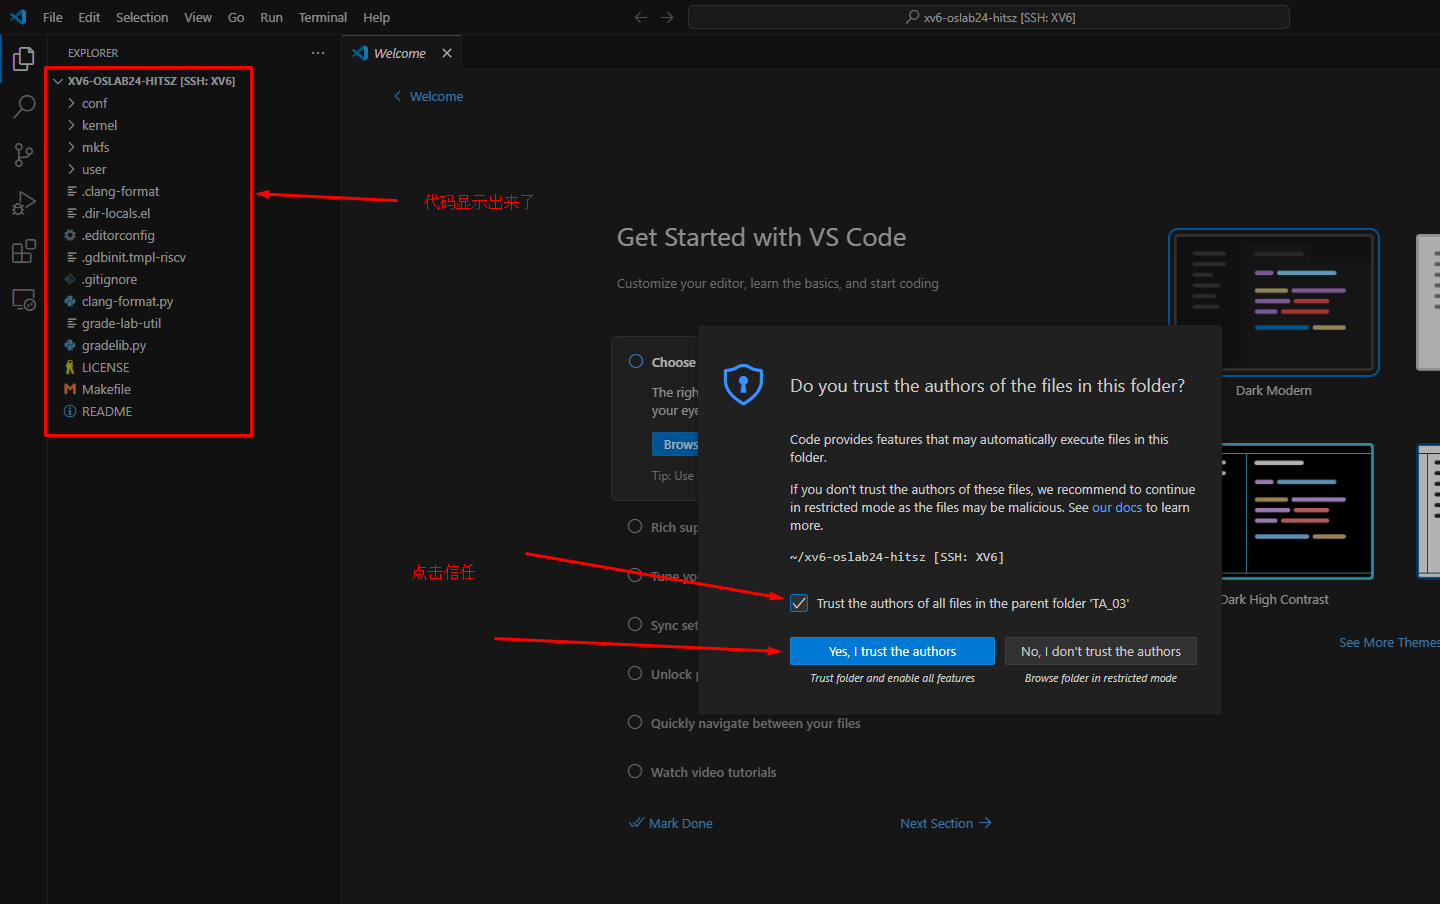 File Edit Selection View Go Run Terminal Help
xv6-oslab24-hitsz [SSH: XV6]
EXPLORER
Welcome
XV6-OSLAB24-HITSZ [SSH: XV6]
conf
kernel
mkfs
user
.clang-format
.dir-locals.el
.editorconfig
.gdbinit.tmpl-riscv
.gitignore
clang-format.py
grade-lab-util
gradelib.py
LICENSE
Makefile
README
代码显示出来了
Welcome
Get Started with VS Code
Customize your editor, learn the basics, and start coding
Choose
The righ
your eye
Brows
Tip: Use
Rich sup
Tune yo
Sync set
Unlock p
Quickly navigate between your files
Watch video tutorials
Mark Done
Next Section
Dark Modern
Dark High Contrast
See More Themes
点击信任
Do you trust the authors of the files in this folder?
Code provides features that may automatically execute files in this
folder.
If you don't trust the authors of these files, we recommend to continue
in restricted mode as the files may be malicious. See our docs to learn
more.
~/xv6-oslab24-hitsz [SSH: XV6]
Trust the authors of all files in the parent folder 'TA_03'
Yes, I trust the authors
No, I don't trust the authors
Trust folder and enable all features
Browse folder in restricted mode